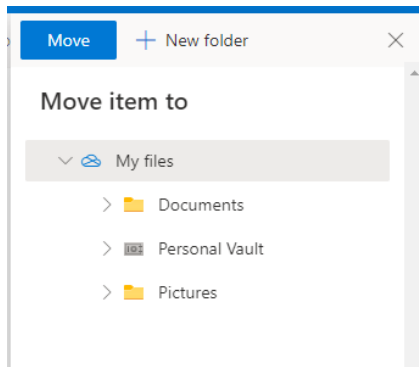 Move
New folder
Move item to
My files
Documents
Personal Vault
Pictures